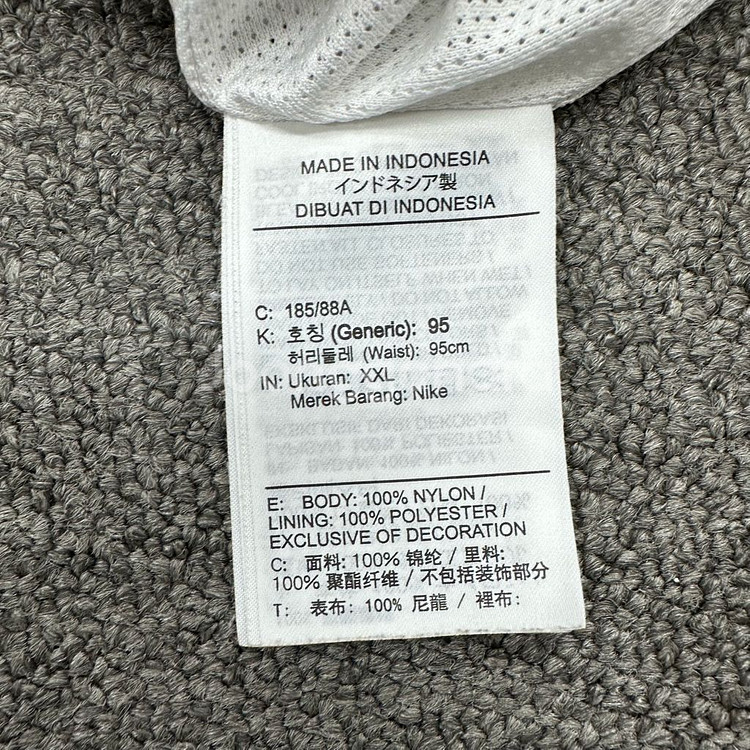 MADE IN INDONESIA
インドネシア製
DIBUAT DI INDONESIA
C: 185/88A
K: 호칭 (Generic): 95
허리둘레 (Waist): 95cm
IN: Ukuran: XXL
Merek Barang: Nike
E: BODY: 100% NYLON /
LINING: 100% POLYESTER /
EXCLUSIVE OF DECORATION
C: 面料: 100% 锦纶 / 里料:
100% 聚酯纤维 / 不包括装饰部分
T: 表布: 100% 尼龍 / 裡布: